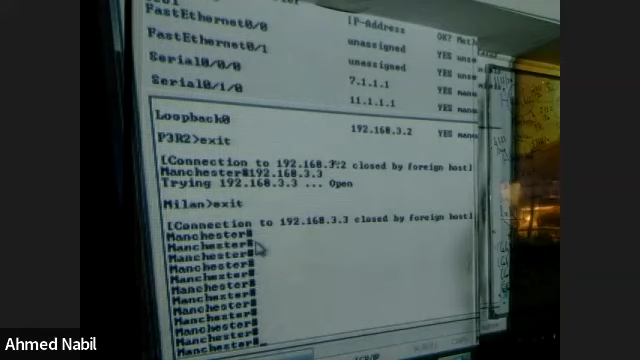 IP-Address OK?
FastEthernet0/0 unassigned YES
FastEthernet0/1 unassigned YES
Serial0/0/0 7.1.1.1 YES
Serial0/1/0 11.1.1.1 YES
Loopback0 192.168.3.2 YES
P3R2>exit
[Connection to 192.168.3.2 closed by foreign host]
Manchester#192.168.3.3
Trying 192.168.3.3 ... Open
Milan>exit
[Connection to 192.168.3.3 closed by foreign host]
Manchester#
Manchester#
Manchester#
Manchester#
Manchester#
Manchester#
Manchester#
Manchester#
Manchester#
Manchester#
Manchester#
Manchester#
Ahmed Nabil